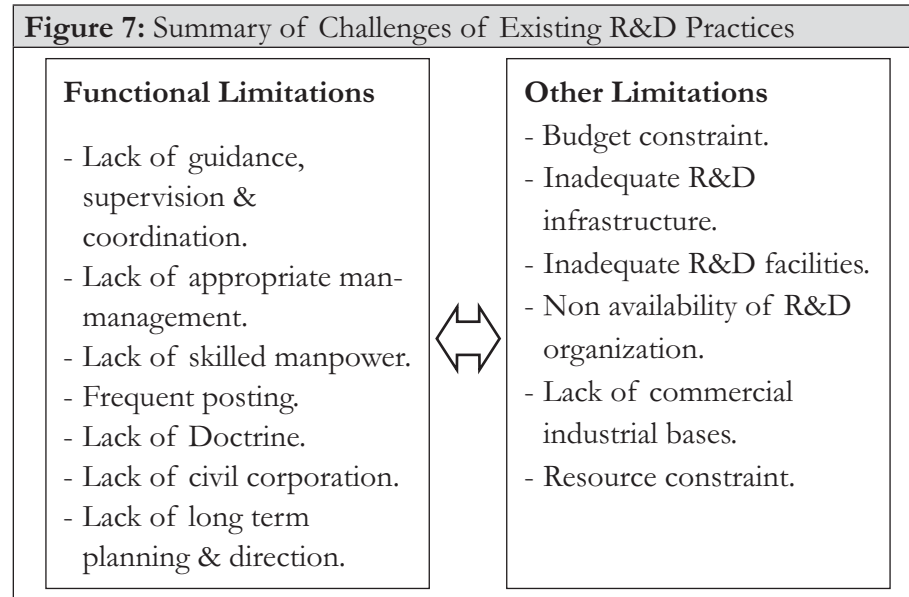 Figure 7: Summary of Challenges of Existing R&D Practices
Functional Limitations
- Lack of guidance,
supervision &
coordination.
- Lack of appropriate man-
management.
- Lack of skilled manpower.
- Frequent posting.
- Lack of Doctrine.
- Lack of civil corporation.
- Lack of long term
planning & direction.
Other Limitations
- Budget constraint.
- Inadequate R&D
infrastructure.
- Inadequate R&D facilities.
- Non availability of R&D
organization.
- Lack of commercial
industrial bases.
- Resource constraint.